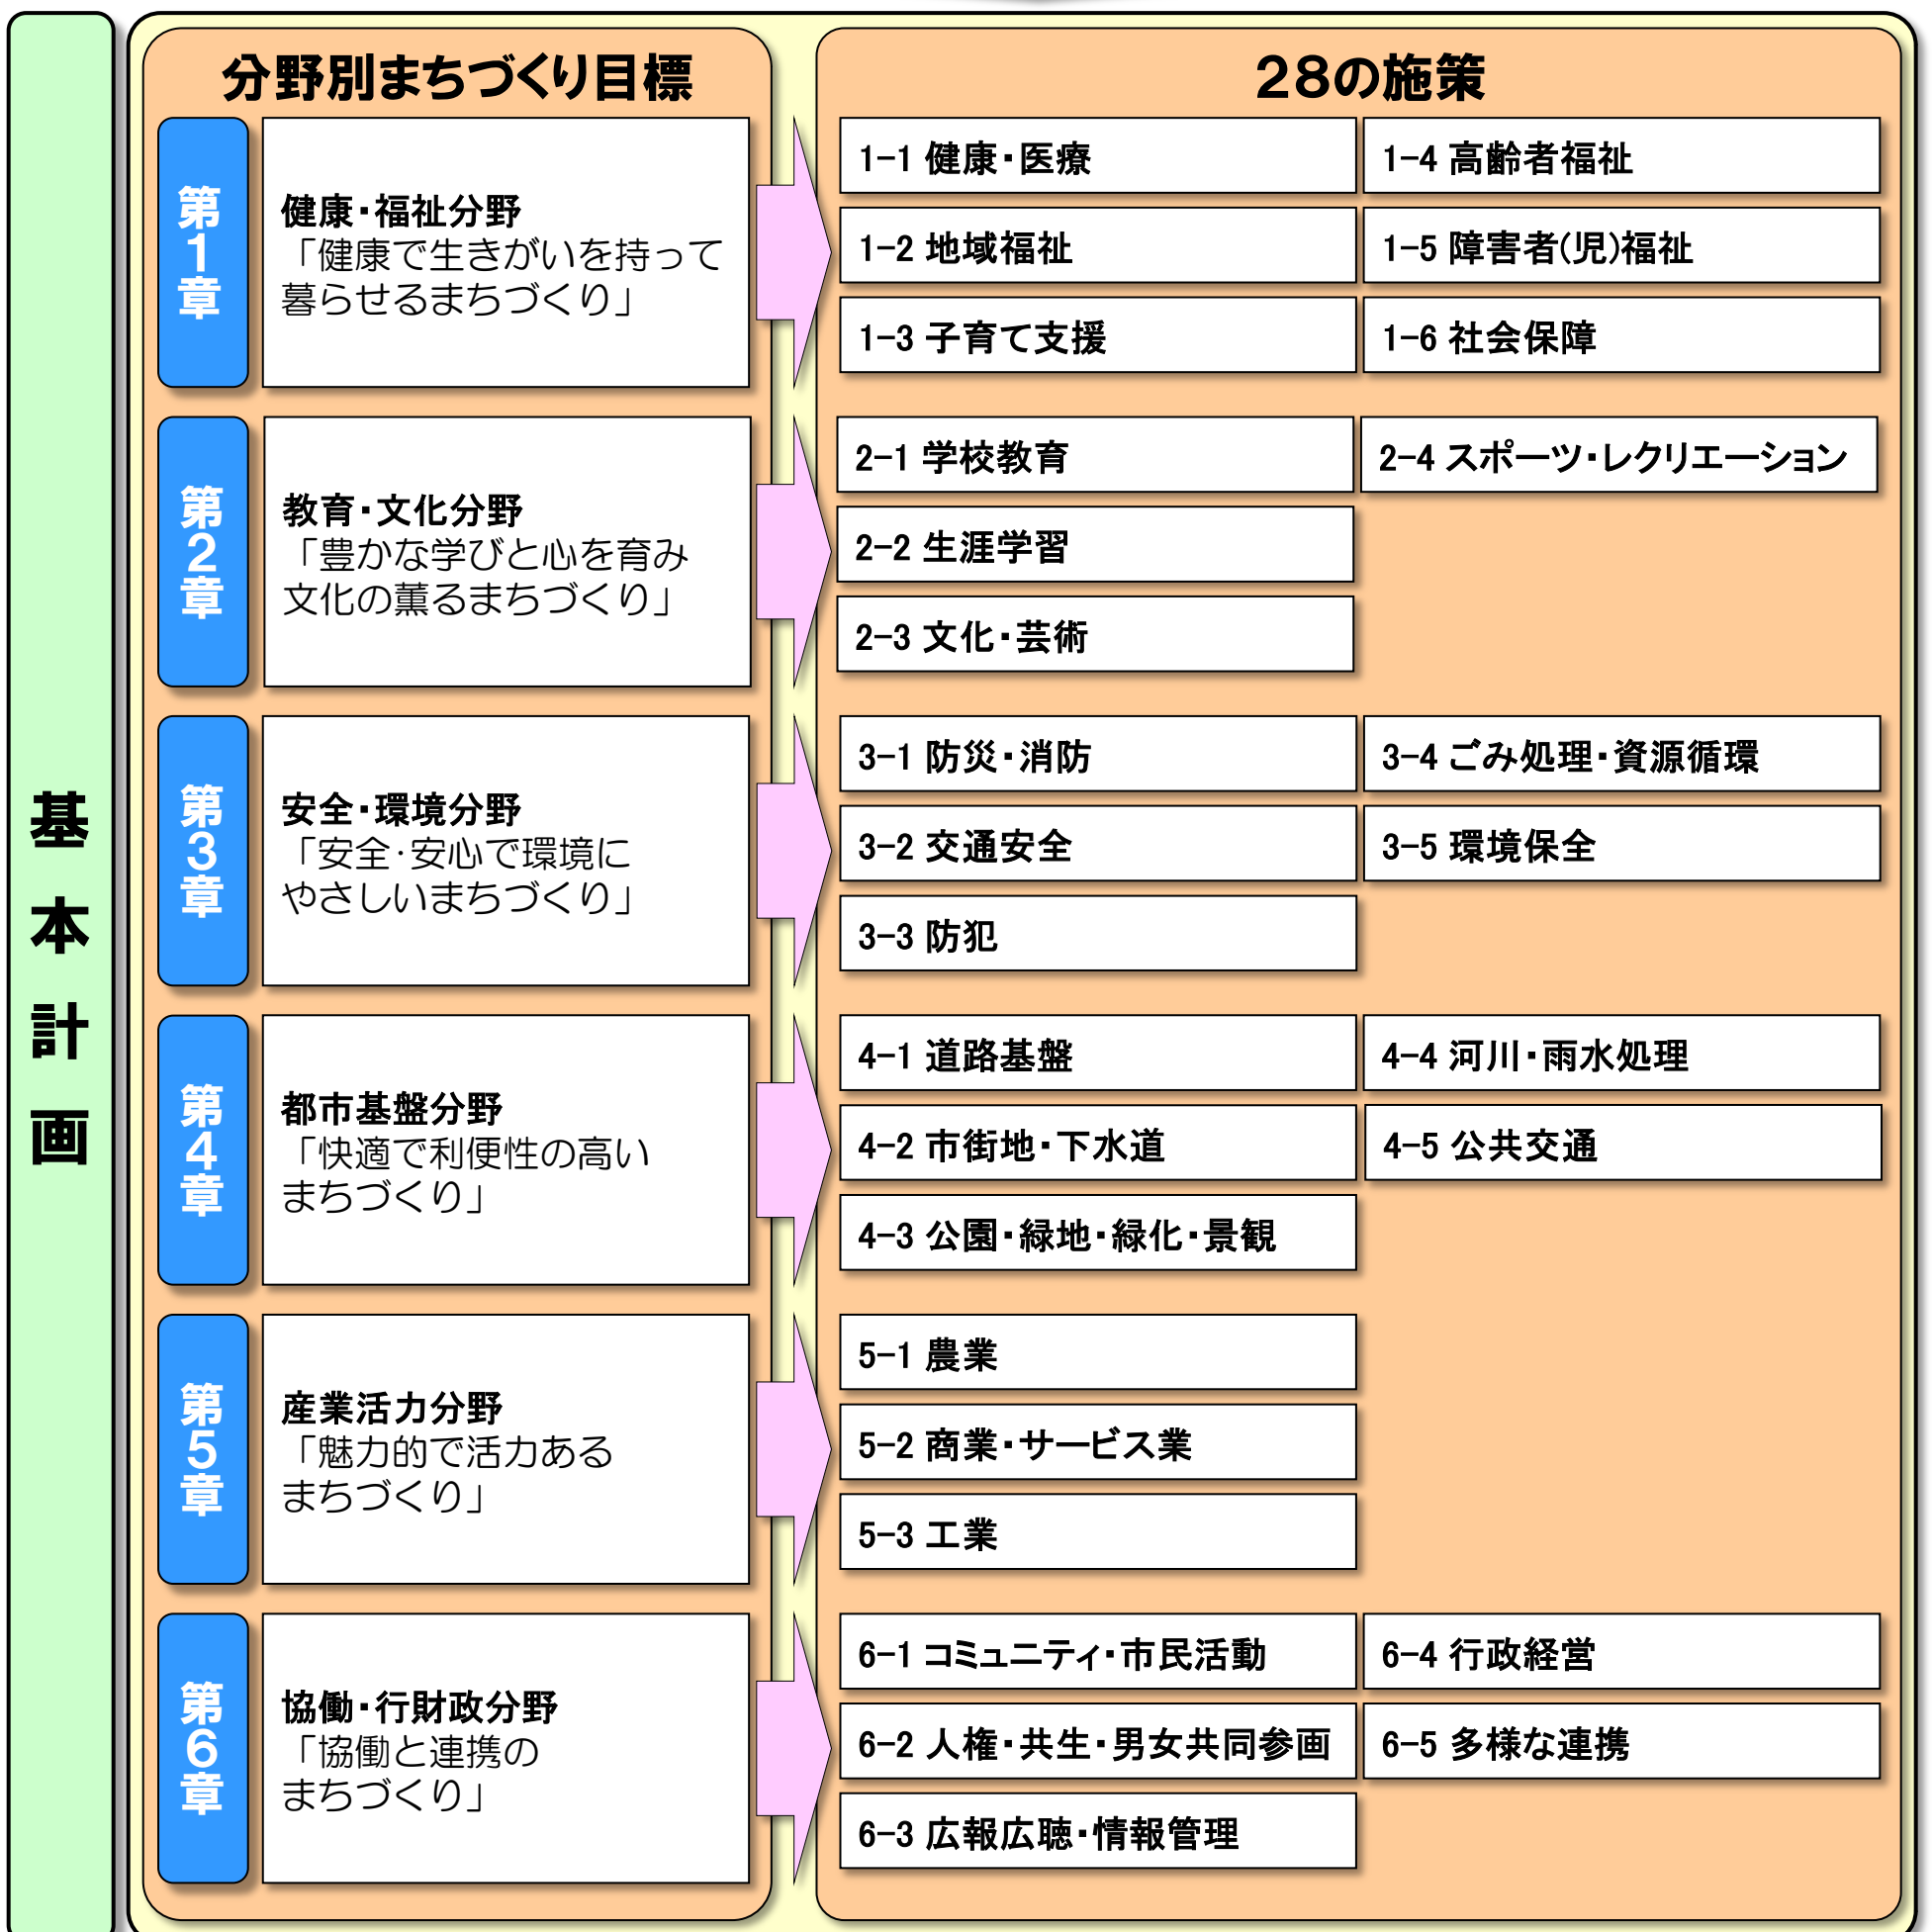 基本計画
分野別まちづくり目標
28の施策
第1章
健康・福祉分野
「健康で生きがいを持って
暮らせるまちづくり」
1-1 健康・医療
1-4 高齢者福祉
1-2 地域福祉
1-5 障害者(児)福祉
1-3 子育て支援
1-6 社会保障
第2章
教育・文化分野
「豊かな学びと心を育み
文化の薫るまちづくり」
2-1 学校教育
2-4 スポーツ・レクリエーション
2-2 生涯学習
2-3 文化・芸術
第3章
安全・環境分野
「安全・安心で環境に
やさしいまちづくり」
3-1 防災・消防
3-4 ごみ処理・資源循環
3-2 交通安全
3-5 環境保全
3-3 防犯
第4章
都市基盤分野
「快適で利便性の高い
まちづくり」
4-1 道路基盤
4-4 河川・雨水処理
4-2 市街地・下水道
4-5 公共交通
4-3 公園・緑地・緑化・景観
第5章
産業活力分野
「魅力的で活力ある
まちづくり」
5-1 農業
5-2 商業・サービス業
5-3 工業
第6章
協働・行財政分野
「協働と連携の
まちづくり」
6-1 コミュニティ・市民活動
6-4 行政経営
6-2 人権・共生・男女共同参画
6-5 多様な連携
6-3 広報広聴・情報管理